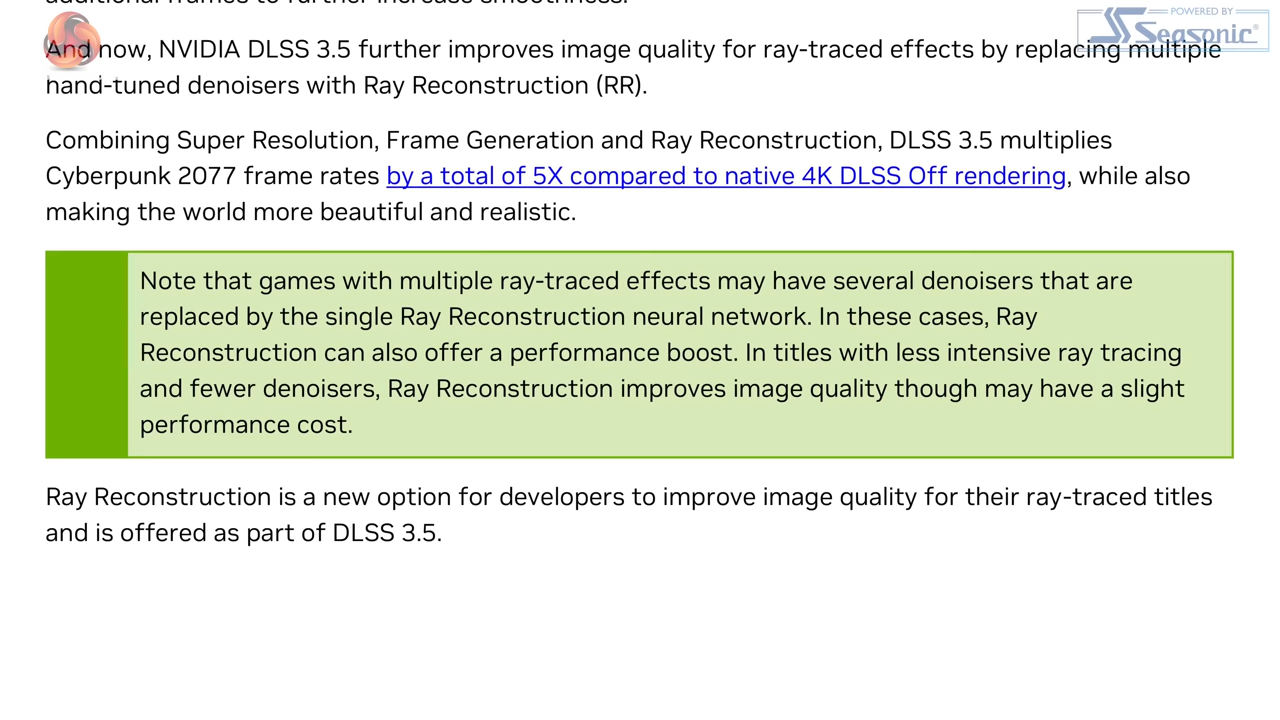 additional frames to further increase smoothness.
POWERED BY
Seasonic
And now, NVIDIA DLSS 3.5 further improves image quality for ray-traced effects by replacing multiple
hand-tuned denoisers with Ray Reconstruction (RR).
Combining Super Resolution, Frame Generation and Ray Reconstruction, DLSS 3.5 multiplies
Cyberpunk 2077 frame rates by a total of 5X compared to native 4K DLSS Off rendering, while also
making the world more beautiful and realistic.
Note that games with multiple ray-traced effects may have several denoisers that are
replaced by the single Ray Reconstruction neural network. In these cases, Ray
Reconstruction can also offer a performance boost. In titles with less intensive ray tracing
and fewer denoisers, Ray Reconstruction improves image quality though may have a slight
performance cost.
Ray Reconstruction is a new option for developers to improve image quality for their ray-traced titles
and is offered as part of DLSS 3.5.